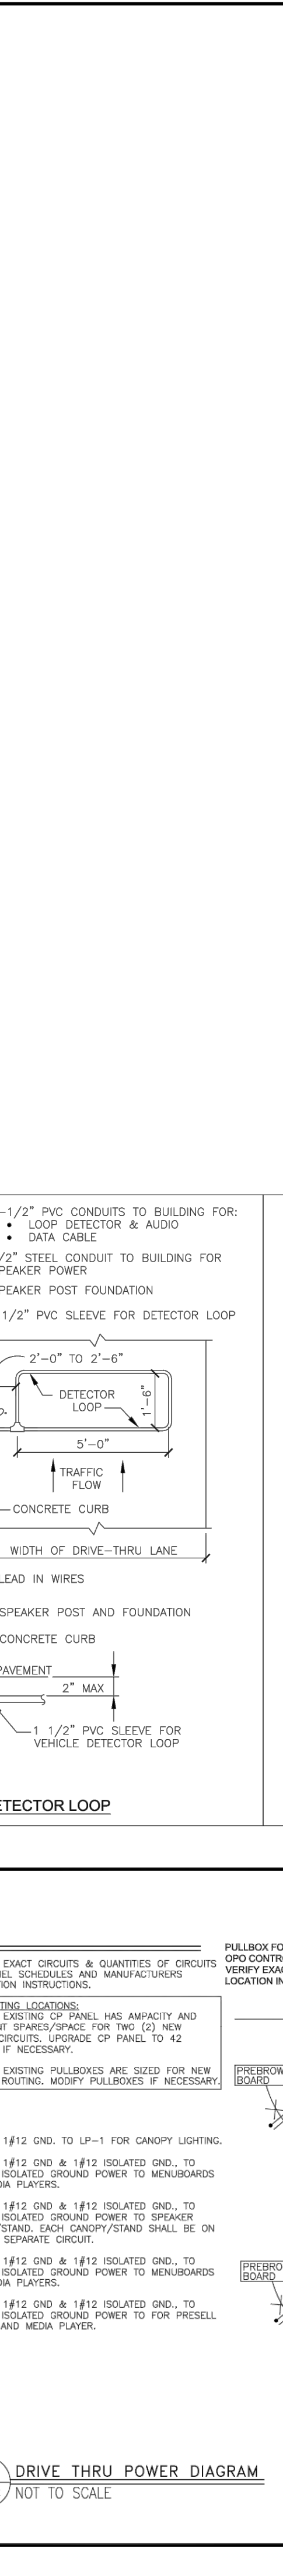 -1/2" PVC CONDUITS TO BUILDING FOR:
• LOOP DETECTOR & AUDIO
• DATA CABLE
/2" STEEL CONDUIT TO BUILDING FOR
PEAKER POWER
PEAKER POST FOUNDATION
1/2" PVC SLEEVE FOR DETECTOR LOOP
2'-0" TO 2'-6"
DETECTOR
LOOP
1'-6"
5'-0"
TRAFFIC
FLOW
CONCRETE CURB
WIDTH OF DRIVE-THRU LANE
LEAD IN WIRES
SPEAKER POST AND FOUNDATION
CONCRETE CURB
PAVEMENT
2" MAX
1 1/2" PVC SLEEVE FOR
VEHICLE DETECTOR LOOP
ETECTOR LOOP
EXACT CIRCUITS & QUANTITIES OF CIRCUITS
EL SCHEDULES AND MANUFACTURERS
ION INSTRUCTIONS.
TING LOCATIONS:
EXISTING CP PANEL HAS AMPACITY AND
NT SPARES/SPACE FOR TWO (2) NEW
CIRCUITS. UPGRADE CP PANEL TO 42
IF NECESSARY.
EXISTING PULLBOXES ARE SIZED FOR NEW
ROUTING. MODIFY PULLBOXES IF NECESSARY.
PULLBOX FO
OPO CONTR
VERIFY EXA
LOCATION IN
PREBROW
BOARD
1#12 GND. TO LP-1 FOR CANOPY LIGHTING.
1#12 GND & 1#12 ISOLATED GND., TO
ISOLATED GROUND POWER TO MENUBOARDS
DIA PLAYERS.
1#12 GND & 1#12 ISOLATED GND., TO
ISOLATED GROUND POWER TO SPEAKER
/STAND. EACH CANOPY/STAND SHALL BE ON
SEPARATE CIRCUIT.
1#12 GND & 1#12 ISOLATED GND., TO
ISOLATED GROUND POWER TO MENUBOARDS
DIA PLAYERS.
1#12 GND & 1#12 ISOLATED GND., TO
ISOLATED GROUND POWER TO FOR PRESELL
AND MEDIA PLAYER.
PREBRO
BOARD
DRIVE THRU POWER DIAGRAM
NOT TO SCALE